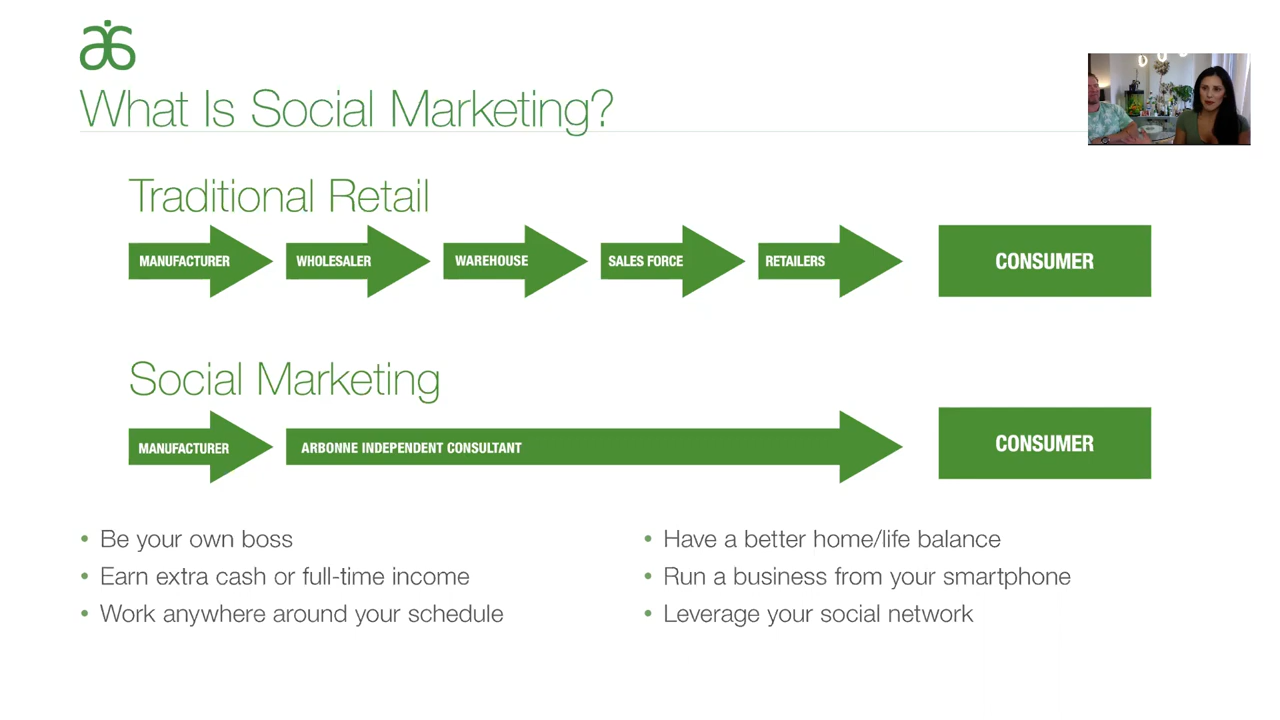 What Is Social Marketing?
Traditional Retail
MANUFACTURER
WHOLESALER
WAREHOUSE
SALES FORCE
RETAILERS
CONSUMER
Social Marketing
MANUFACTURER
ARBONNE INDEPENDENT CONSULTANT
CONSUMER
• Be your own boss
• Earn extra cash or full-time income
• Work anywhere around your schedule
• Have a better home/life balance
• Run a business from your smartphone
• Leverage your social network